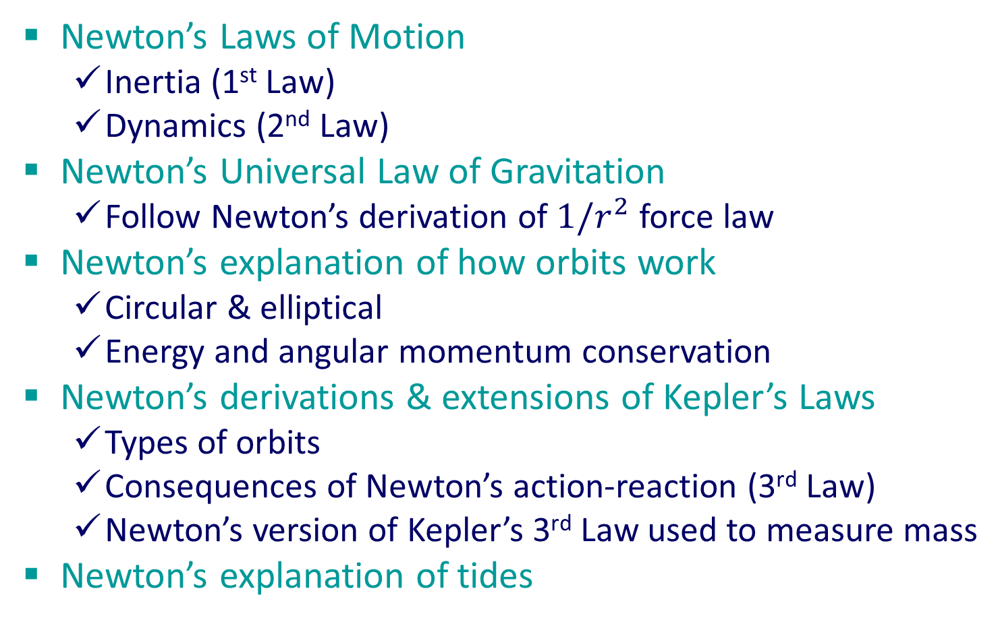 ▪ Newton’s Laws of Motion
✓ Inertia (1st Law)
✓ Dynamics (2nd Law)
▪ Newton’s Universal Law of Gravitation
✓ Follow Newton’s derivation of 1/r² force law
▪ Newton’s explanation of how orbits work
✓ Circular & elliptical
✓ Energy and angular momentum conservation
▪ Newton’s derivations & extensions of Kepler’s Laws
✓ Types of orbits
✓ Consequences of Newton’s action-reaction (3rd Law)
✓ Newton’s version of Kepler’s 3rd Law used to measure mass
▪ Newton’s explanation of tides